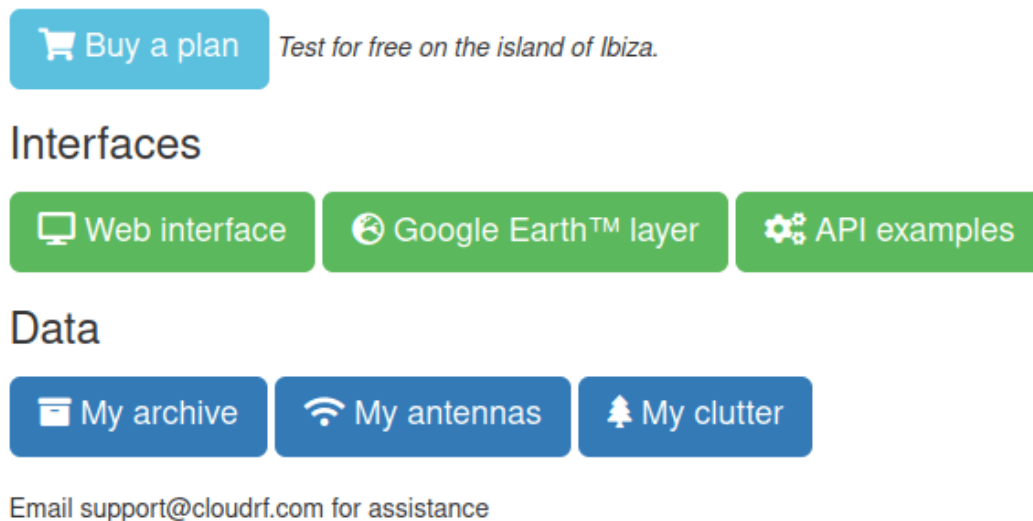 Buy a plan Test for free on the island of Ibiza.
Interfaces
Web interface Google Earth™ layer API examples
Data
My archive My antennas My clutter
Email support@cloudrf.com for assistance